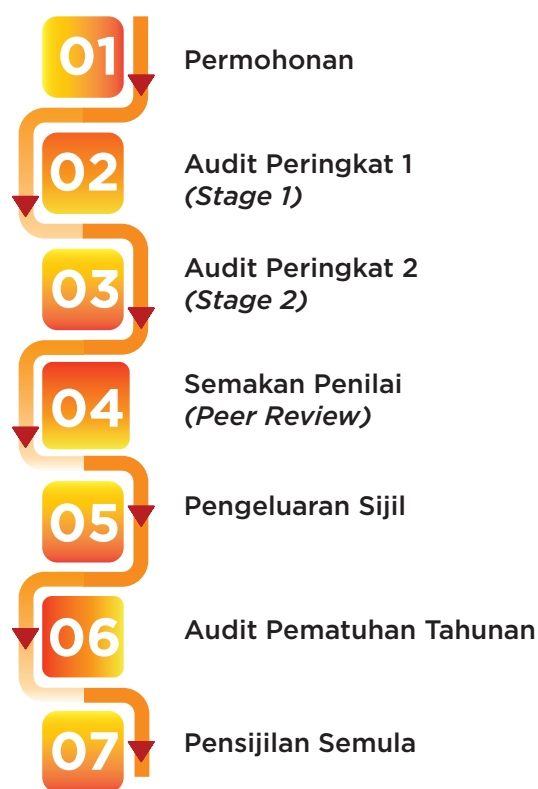 01
Permohonan
02
Audit Peringkat 1
(Stage 1)
03
Audit Peringkat 2
(Stage 2)
04
Semakan Penilai
(Peer Review)
05
Pengeluaran Sijil
06
Audit Pematuhan Tahunan
07
Pensijilan Semula